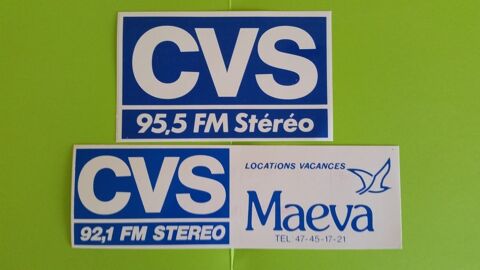 CVS
95,5 FM Stéréo
CVS
92,1 FM STEREO
LOCATiONS VACANCES
Maeva
TEL 47-45-17-21